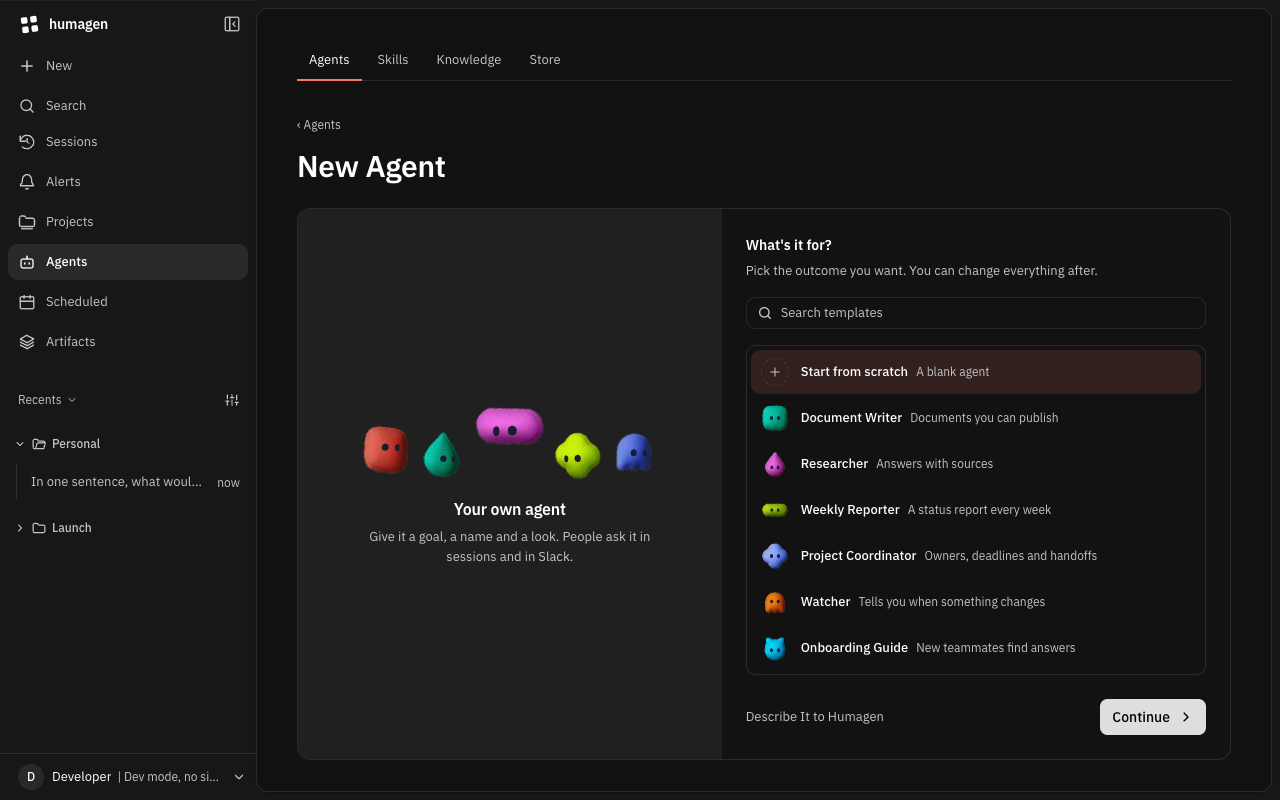 humagen
New
Search
Sessions
Alerts
Projects
Agents
Scheduled
Artifacts
Recents
Personal
In one sentence, what woul... now
Launch
D Developer | Dev mode, no si...
Agents Skills Knowledge Store
‹ Agents
New Agent
Your own agent
Give it a goal, a name and a look. People ask it in
sessions and in Slack.
What's it for?
Pick the outcome you want. You can change everything after.
Search templates
Start from scratch A blank agent
Document Writer Documents you can publish
Researcher Answers with sources
Weekly Reporter A status report every week
Project Coordinator Owners, deadlines and handoffs
Watcher Tells you when something changes
Onboarding Guide New teammates find answers
Describe It to Humagen
Continue